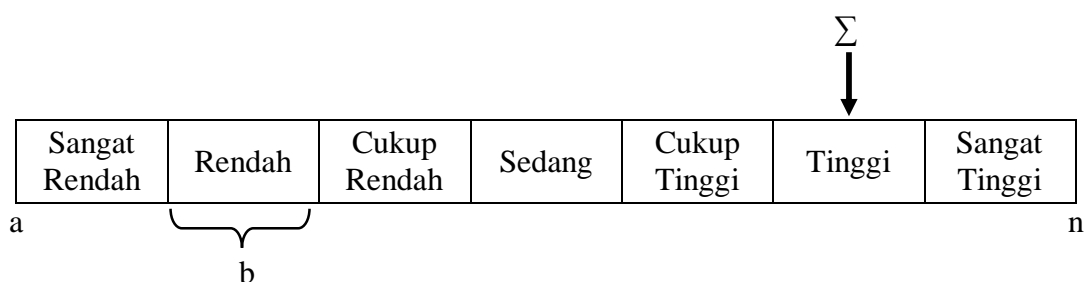 ∑
Sangat
Rendah
Rendah
Cukup
Rendah
Sedang
Cukup
Tinggi
Tinggi
Sangat
Tinggi
a
n
b